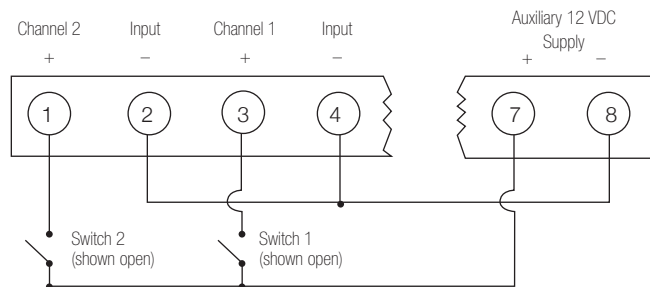 Auxiliary 12 VDC
Supply
Channel 2 Input Channel 1 Input
+ − + − + −
1 2 3 4 7 8
Switch 2
(shown open)
Switch 1
(shown open)